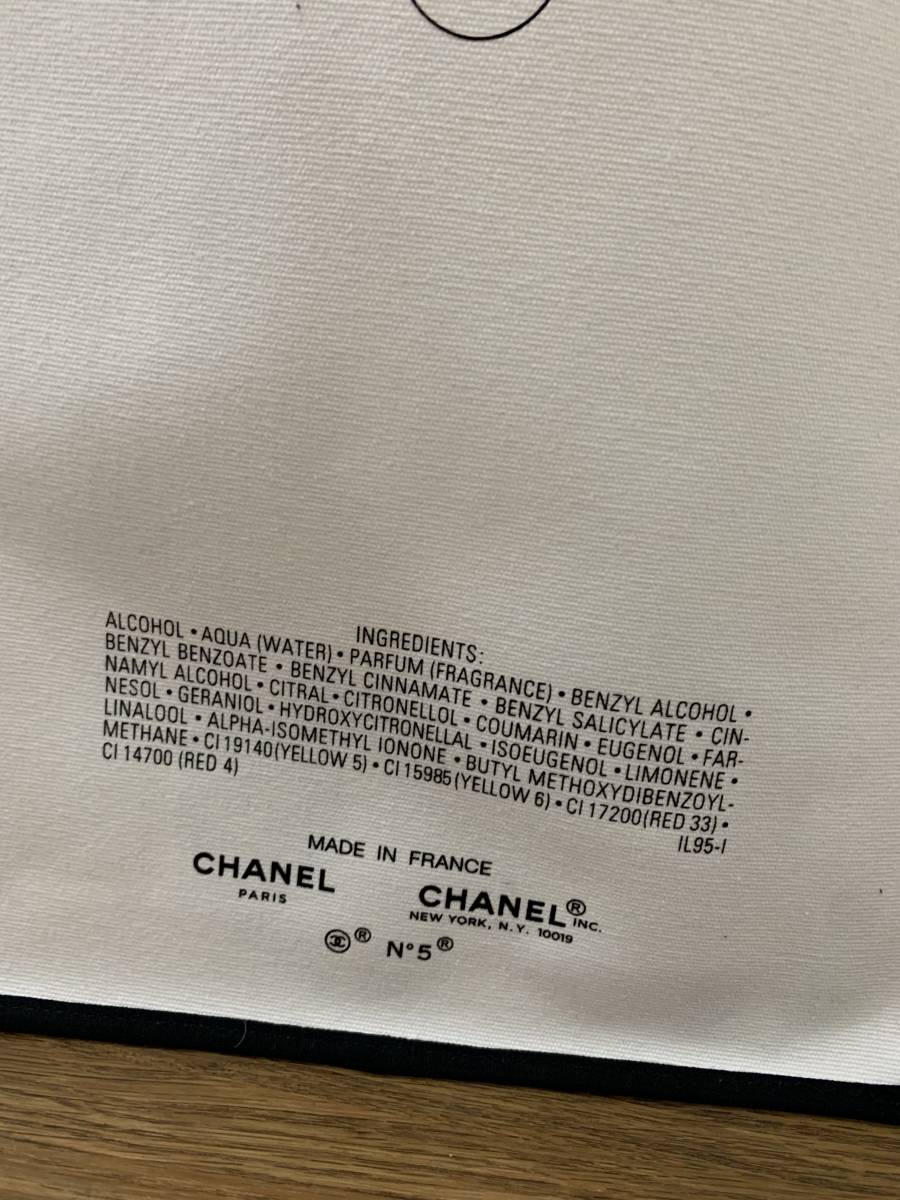 INGREDIENTS:
ALCOHOL • AQUA (WATER) • PARFUM (FRAGRANCE) • BENZYL ALCOHOL •
BENZYL BENZOATE • BENZYL CINNAMATE • BENZYL SALICYLATE • CIN-
NAMYL ALCOHOL • CITRAL • CITRONELLOL • COUMARIN • EUGENOL • FAR-
NESOL • GERANIOL • HYDROXYCITRONELLAL • ISOEUGENOL • LIMONENE •
LINALOOL • ALPHA-ISOMETHYL IONONE • BUTYL METHOXYDIBENZOYL-
METHANE • CI 19140 (YELLOW 5) • CI 15985 (YELLOW 6) • CI 17200 (RED 33) •
CI 14700 (RED 4)
IL95-I
MADE IN FRANCE
CHANEL
PARIS
CHANEL® INC.
NEW YORK, N.Y. 10019
® N°5®